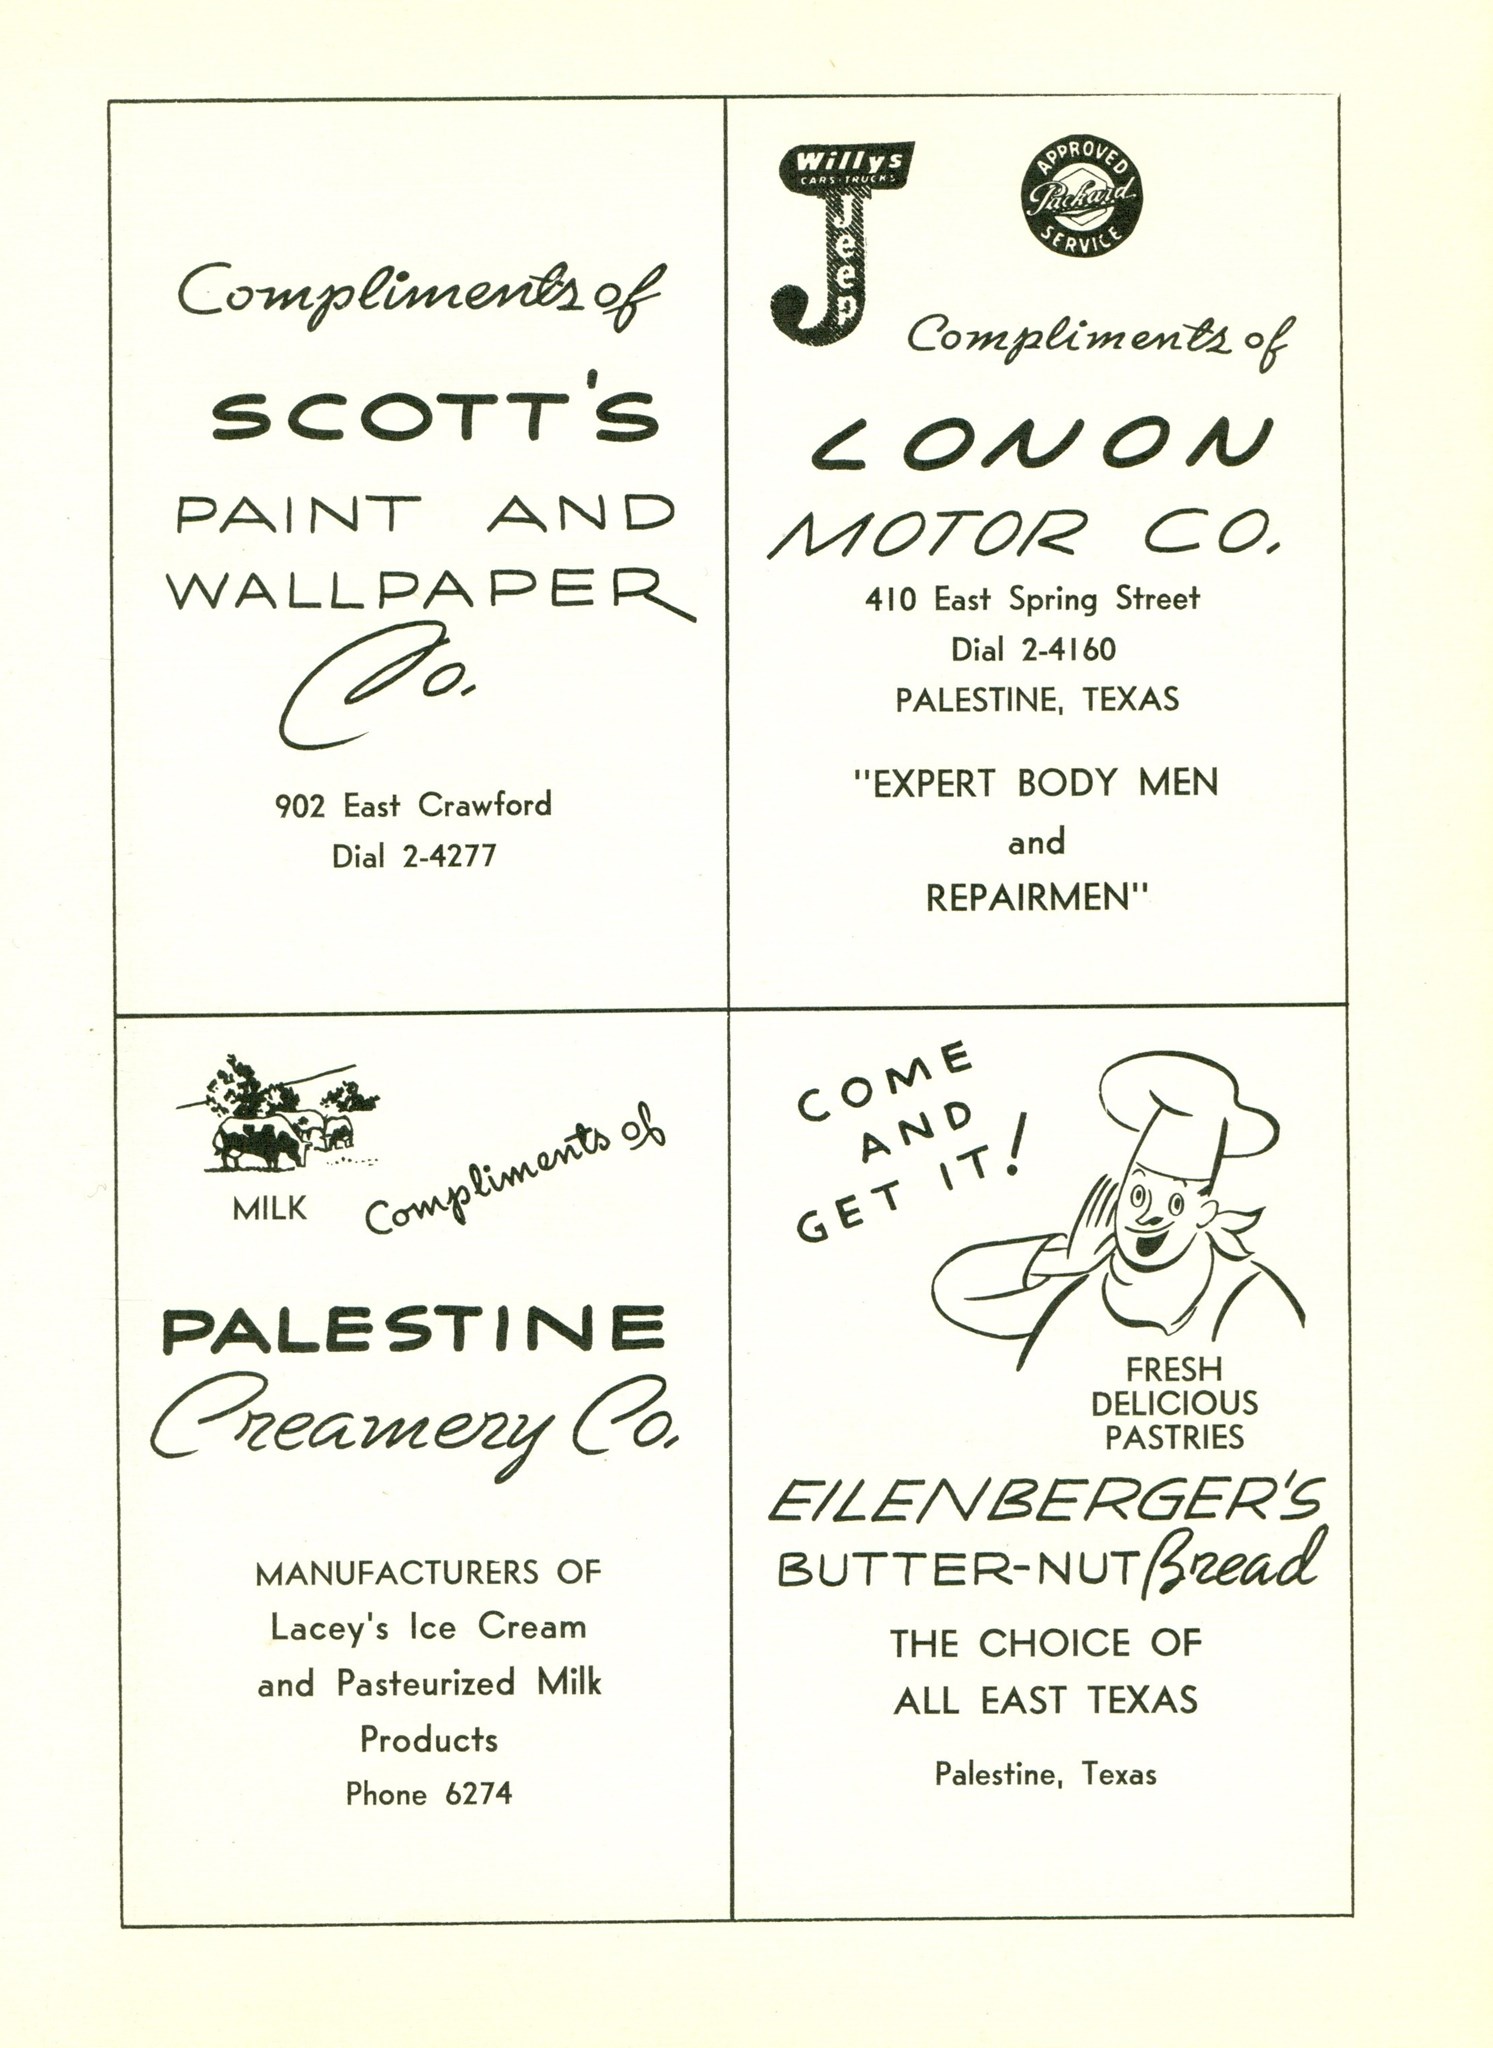 Compliments of
SCOTT'S
PAINT AND
WALLPAPER
Co.
902 East Crawford
Dial 2-4277
Willys
CARS · TRUCKS
Jeep
APPROVED
Packard
SERVICE
Compliments of
LONON
MOTOR CO.
410 East Spring Street
Dial 2-4160
PALESTINE, TEXAS
"EXPERT BODY MEN
and
REPAIRMEN"
MILK
Compliments of
PALESTINE
Creamery Co.
MANUFACTURERS OF
Lacey's Ice Cream
and Pasteurized Milk
Products
Phone 6274
COME
AND
GET IT!
FRESH
DELICIOUS
PASTRIES
EILENBERGER'S
BUTTER-NUT Bread
THE CHOICE OF
ALL EAST TEXAS
Palestine, Texas